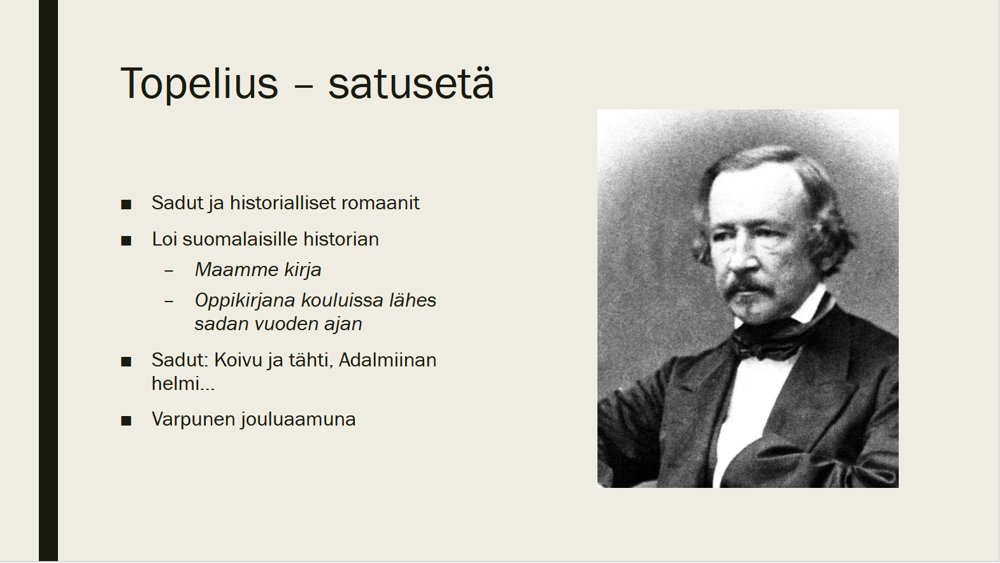 Topelius – satusetä
■ Sadut ja historialliset romaanit
■ Loi suomalaisille historian
– Maamme kirja
– Oppikirjana kouluissa lähes
sadan vuoden ajan
■ Sadut: Koivu ja tähti, Adalmiinan
helmi…
■ Varpunen jouluaamuna